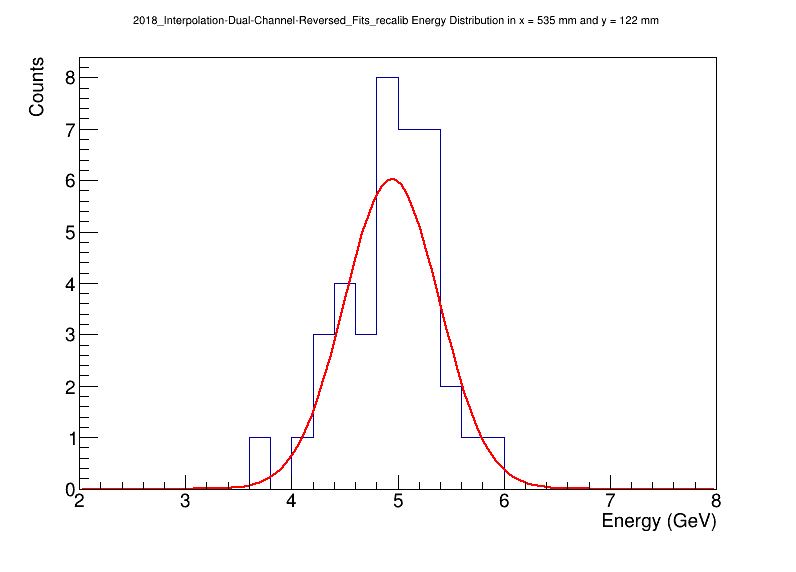 2018_Interpolation-Dual-Channel-Reversed_Fits_recalib Energy Distribution in x = 535 mm and y = 122 mm
Counts
8
7
6
5
4
3
2
1
0
2 3 4 5 6 7 8
Energy (GeV)